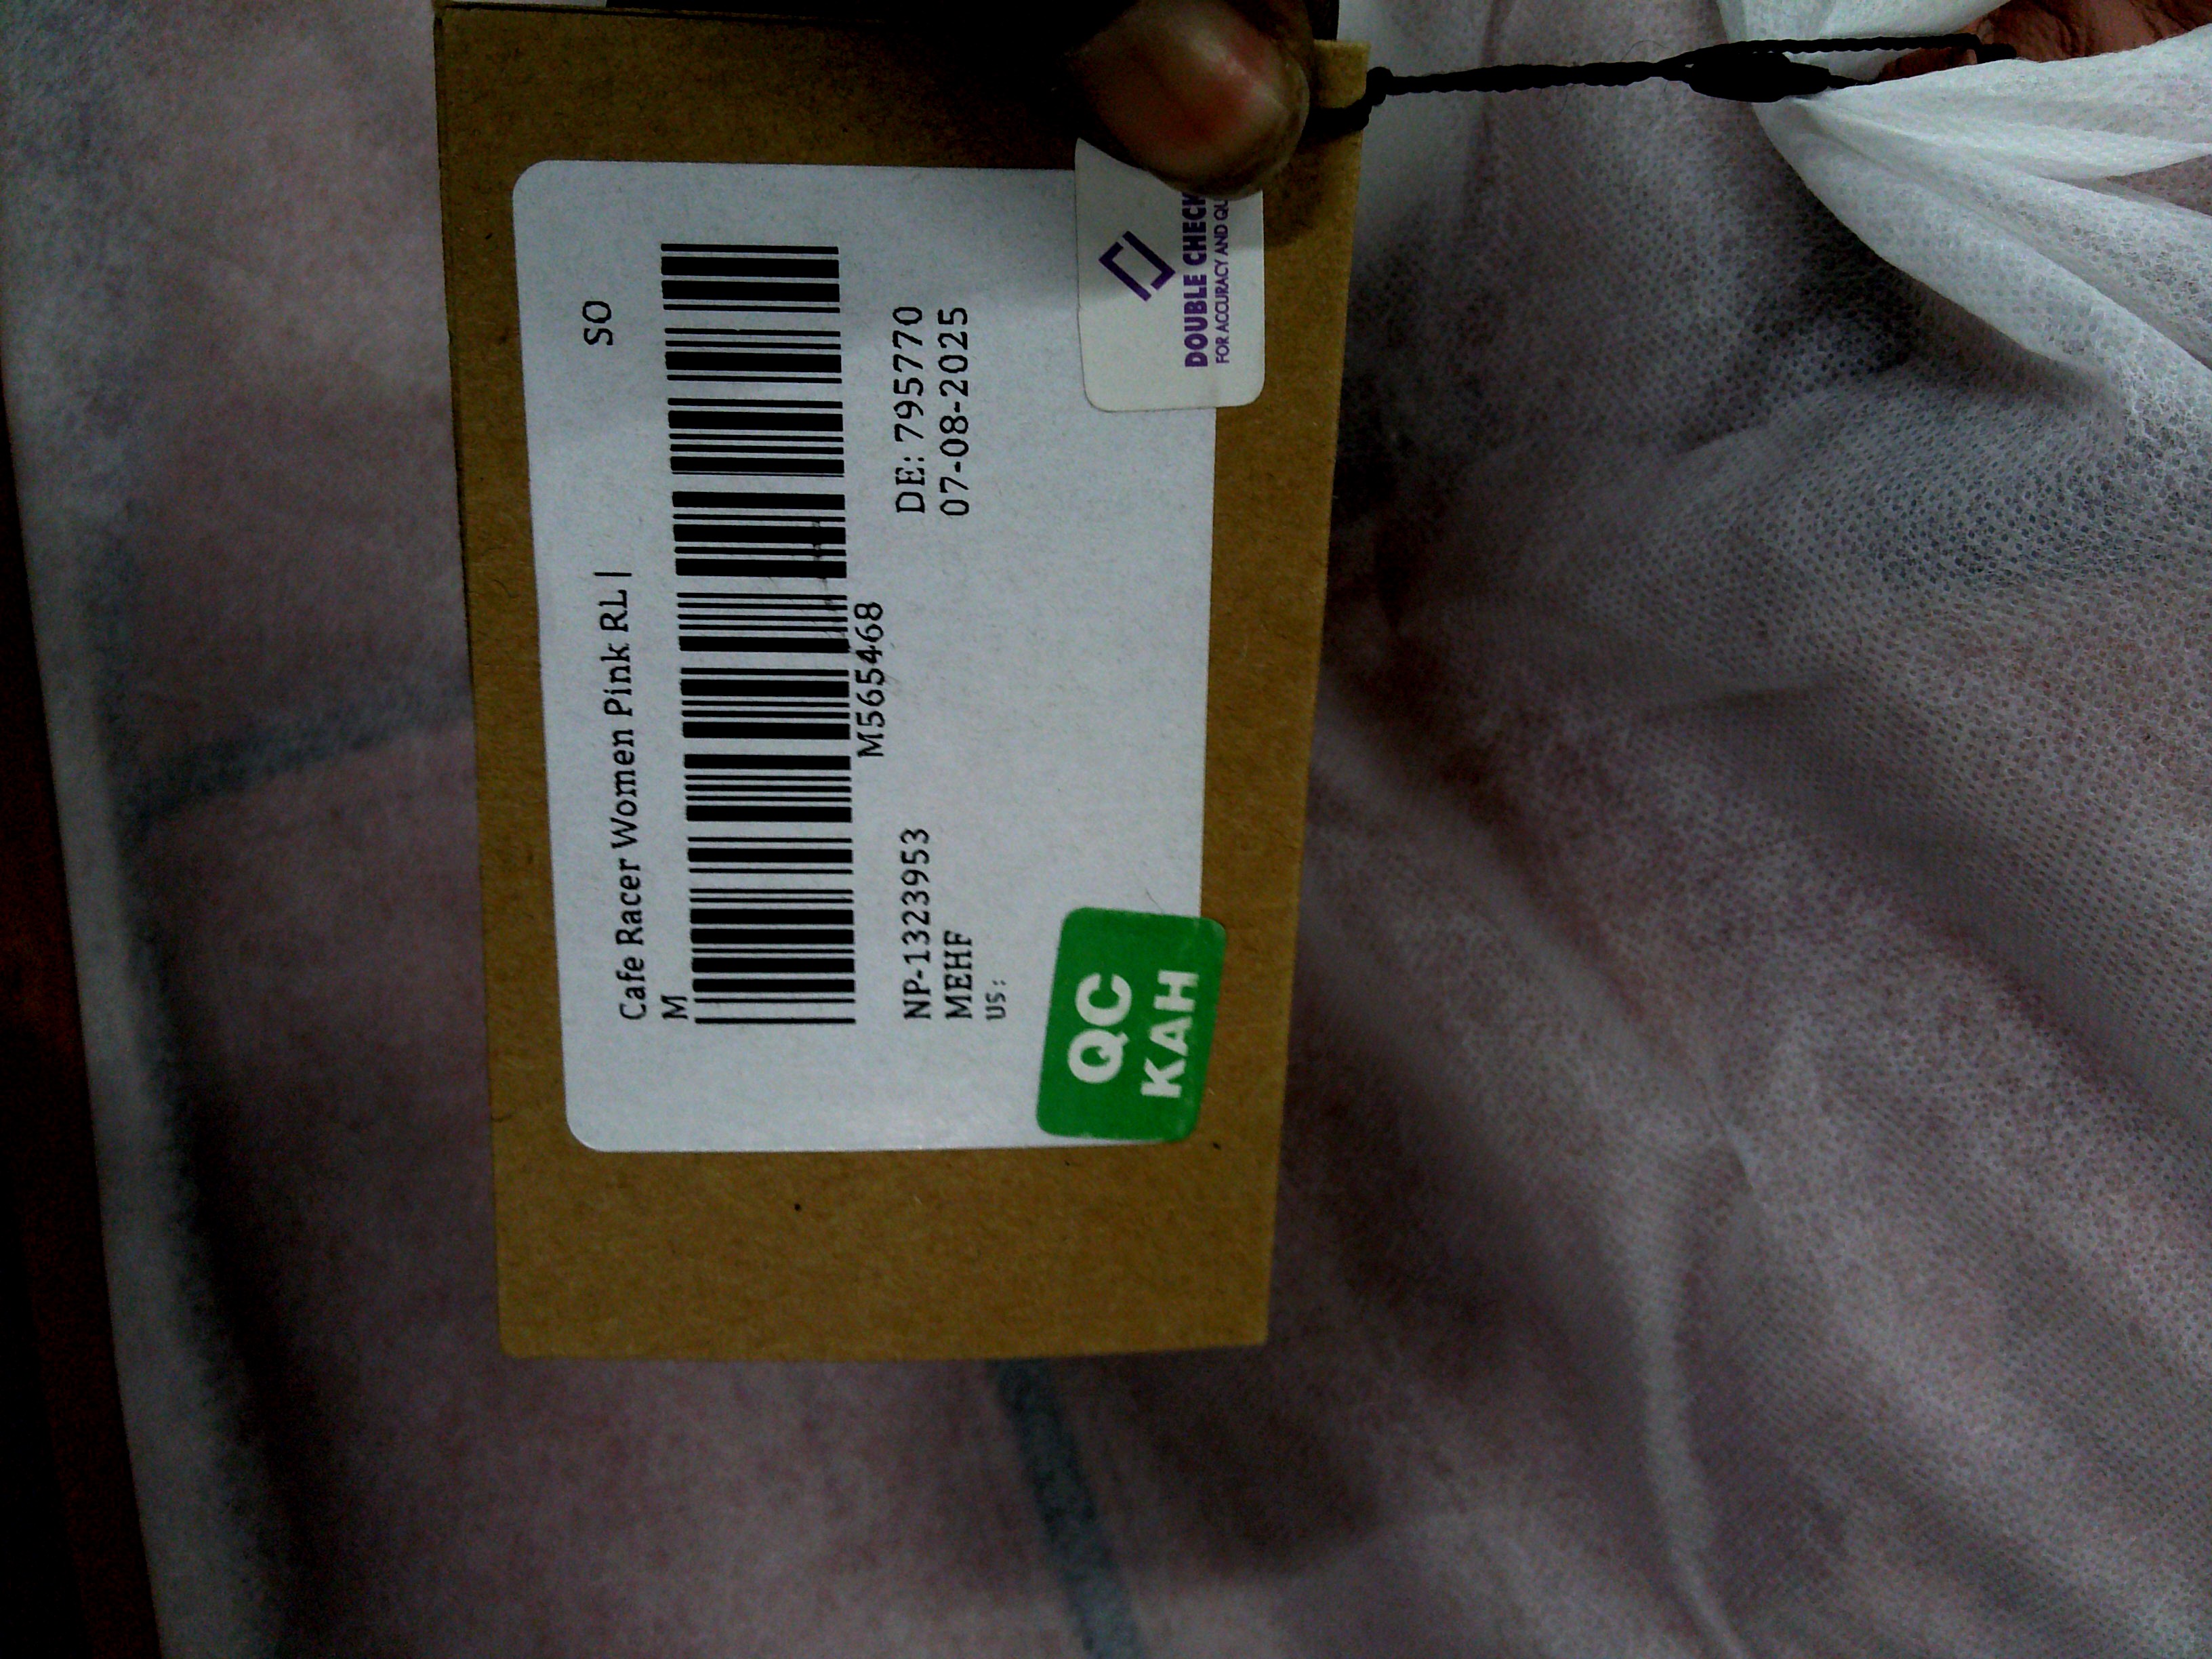 SO
Cafe Racer Women Pink RL |
M
M565468
NP-1323953
DE: 795770
MEHF
07-08-2025
US:
QC
KAH
DOUBLE CHECK
FOR ACCURACY AND